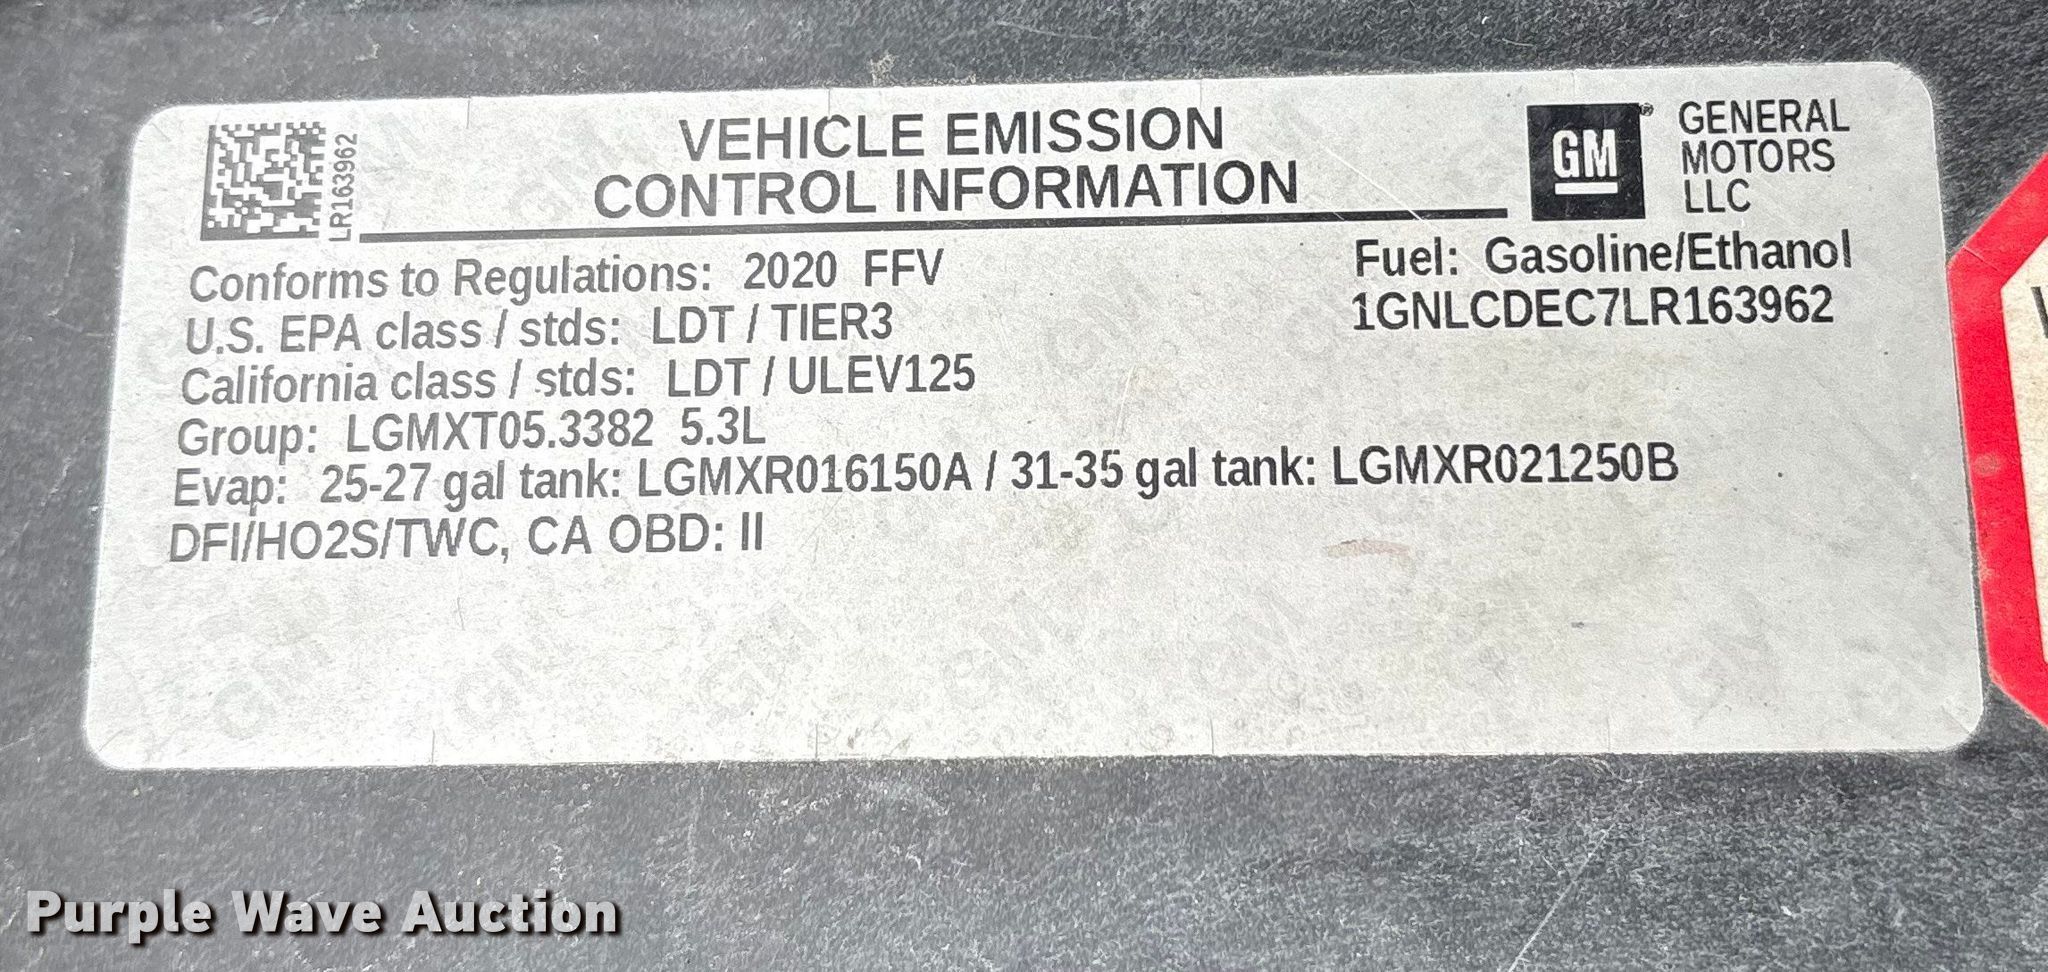 LR163962
VEHICLE EMISSION
CONTROL INFORMATION
GM
GENERAL
MOTORS
LLC
Conforms to Regulations: 2020 FFV
Fuel: Gasoline/Ethanol
U.S. EPA class / stds: LDT / TIER3
1GNLCDEC7LR163962
California class / stds: LDT / ULEV125
Group: LGMXT05.3382 5.3L
Evap: 25-27 gal tank: LGMXR016150A / 31-35 gal tank: LGMXR021250B
DFI/HO2S/TWC, CA OBD: II
Purple Wave Auction